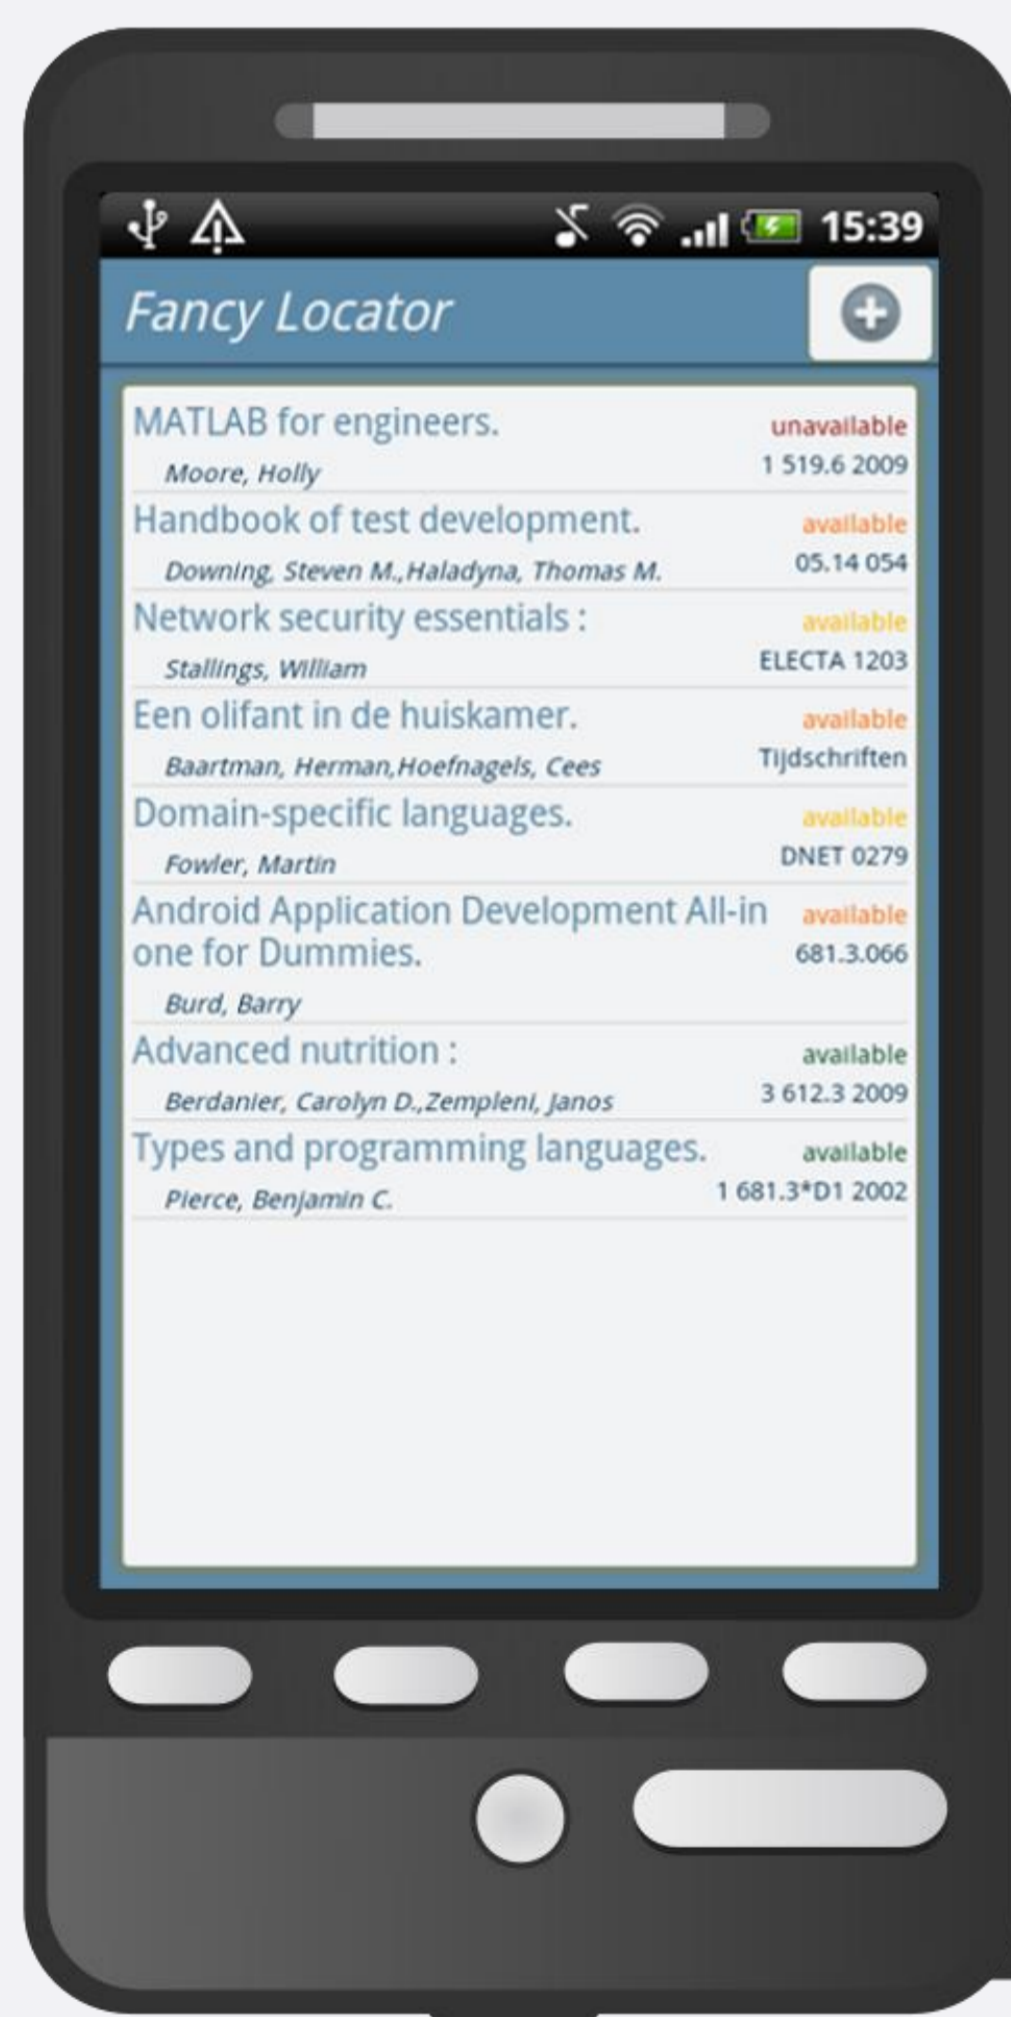 15:39
Fancy Locator
MATLAB for engineers.
unavailable
Moore, Holly
1 519.6 2009
Handbook of test development.
available
Downing, Steven M.,Haladyna, Thomas M.
05.14 054
Network security essentials :
available
Stallings, William
ELECTA 1203
Een olifant in de huiskamer.
available
Baartman, Herman,Hoefnagels, Cees
Tijdschriften
Domain-specific languages.
available
Fowler, Martin
DNET 0279
Android Application Development All-in
available
one for Dummies.
681.3.066
Burd, Barry
Advanced nutrition :
available
Berdanier, Carolyn D.,Zempleni, Janos
3 612.3 2009
Types and programming languages.
available
Pierce, Benjamin C.
1 681.3*D1 2002